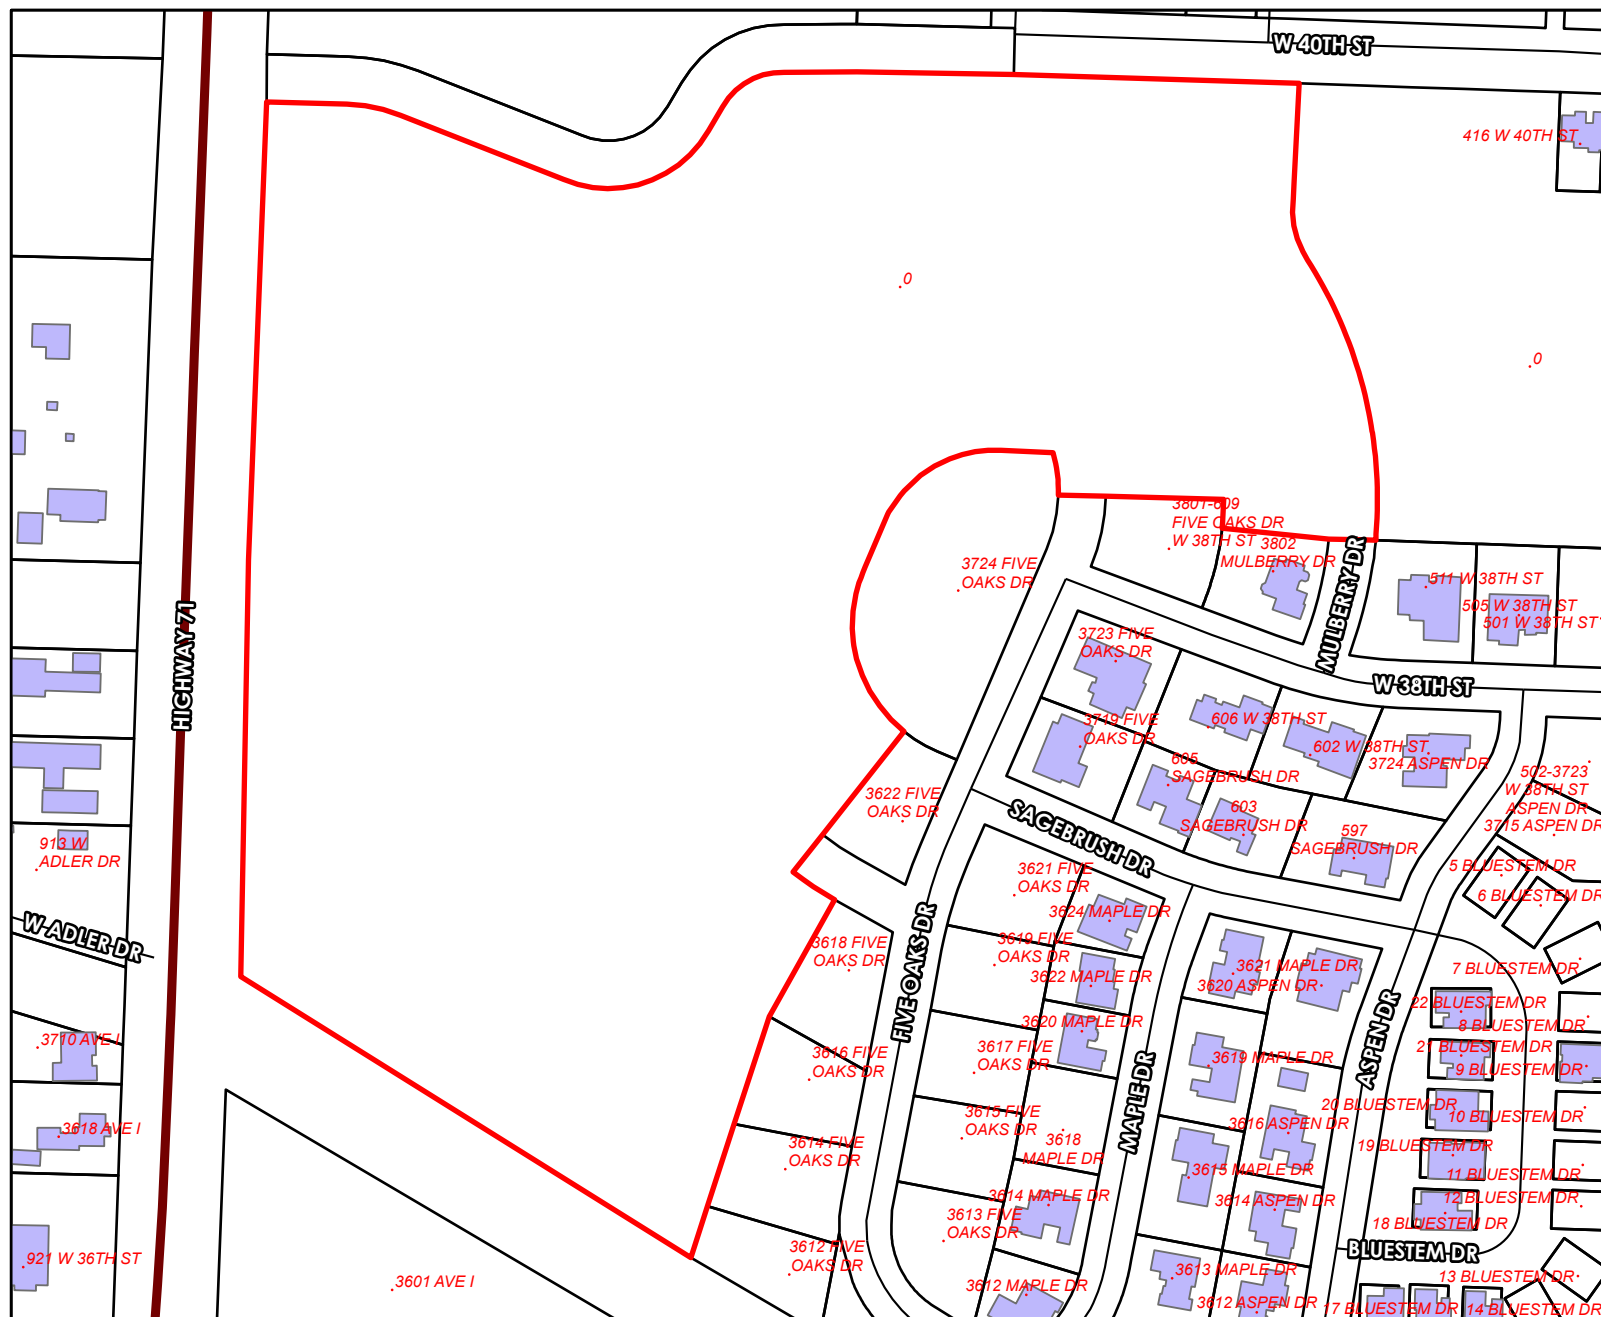 W 40TH ST
416 W 40TH ST
0
0
3801-609
FIVE OAKS DR
W 38TH ST
3802
MULBERRY DR
MULBERRY DR
3724 FIVE
OAKS DR
511 W 38TH ST
505 W 38TH ST
501 W 38TH ST
HIGHWAY 71
3723 FIVE
OAKS DR
W 38TH ST
3719 FIVE
OAKS DR
606 W 38TH ST
602 W 38TH ST
3724 ASPEN DR
605
SAGEBRUSH DR
502-3723
W 38TH ST
ASPEN DR
3715 ASPEN DR
3622 FIVE
OAKS DR
603
SAGEBRUSH DR
597
SAGEBRUSH DR
SAGEBRUSH DR
913 W
ADLER DR
5 BLUESTEM DR
6 BLUESTEM DR
3621 FIVE
OAKS DR
3624 MAPLE DR
W ADLER DR
FIVE OAKS DR
3618 FIVE
OAKS DR
3619 FIVE
OAKS DR
3622 MAPLE DR
3621 MAPLE DR
3620 ASPEN DR
7 BLUESTEM DR
22 BLUESTEM DR
8 BLUESTEM DR
3620 MAPLE DR
ASPEN DR
3710 AVE I
3616 FIVE
OAKS DR
3617 FIVE
OAKS DR
3619 MAPLE DR
21 BLUESTEM DR
9 BLUESTEM DR
MAPLE DR
20 BLUESTEM DR
10 BLUESTEM DR
3618 AVE I
3615 FIVE
OAKS DR
3616 ASPEN DR
3618
MAPLE DR
3614 FIVE
OAKS DR
19 BLUESTEM DR
3615 MAPLE DR
11 BLUESTEM DR
3614 MAPLE DR
3614 ASPEN DR
12 BLUESTEM DR
3613 FIVE
OAKS DR
18 BLUESTEM DR
BLUESTEM DR
921 W 36TH ST
3612 FIVE
OAKS DR
3601 AVE I
3612 MAPLE DR
3613 MAPLE DR
13 BLUESTEM DR
3612 ASPEN DR
17 BLUESTEM DR
14 BLUESTEM DR